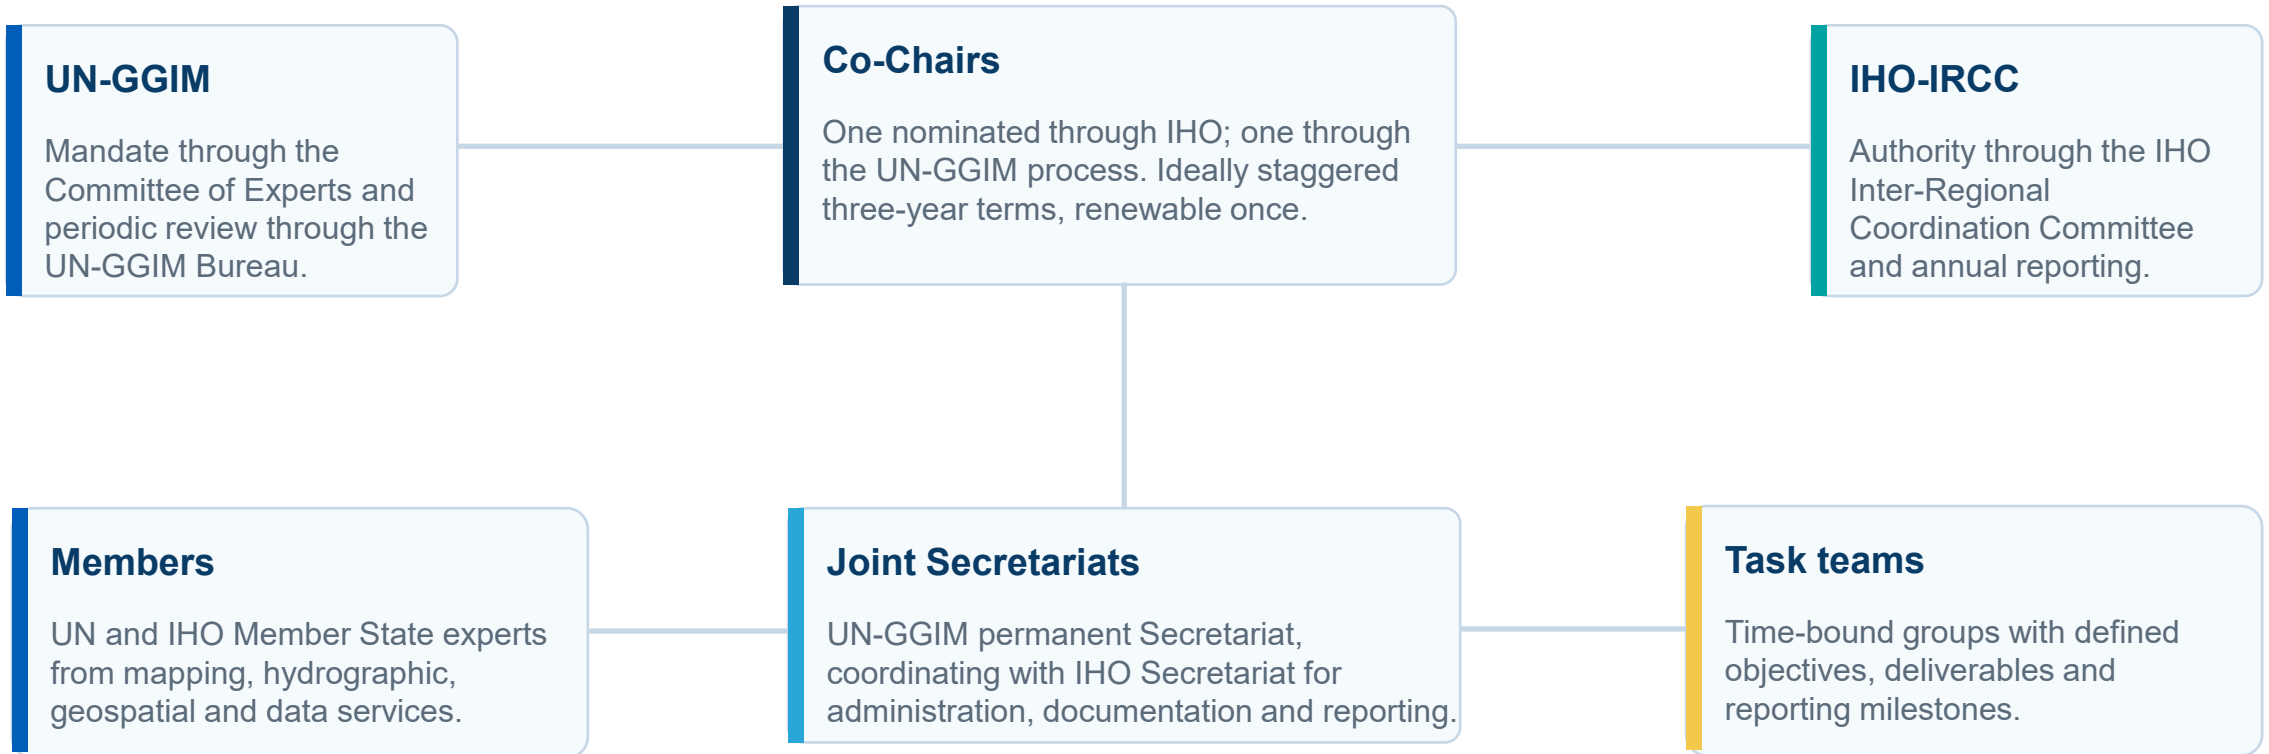 UN-GGIM
Mandate through the
Committee of Experts and
periodic review through the
UN-GGIM Bureau.
Co-Chairs
One nominated through IHO; one through
the UN-GGIM process. Ideally staggered
three-year terms, renewable once.
IHO-IRCC
Authority through the IHO
Inter-Regional
Coordination Committee
and annual reporting.
Members
UN and IHO Member State experts
from mapping, hydrographic,
geospatial and data services.
Joint Secretariats
UN-GGIM permanent Secretariat,
coordinating with IHO Secretariat for
administration, documentation and reporting.
Task teams
Time-bound groups with defined
objectives, deliverables and
reporting milestones.